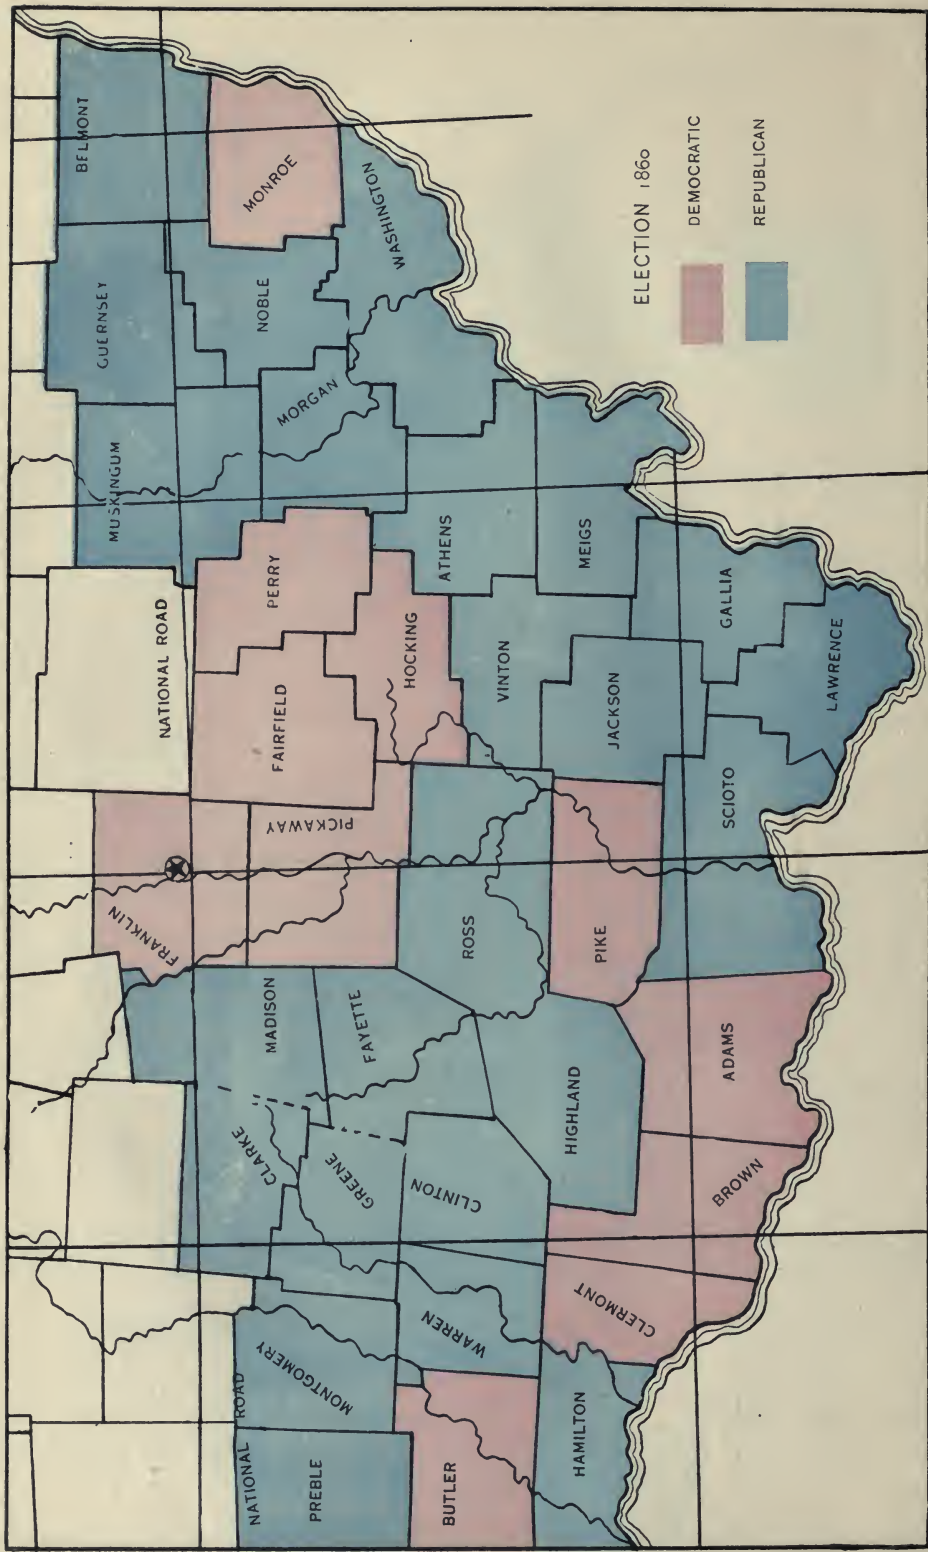 BELMONT
MONROE
WASHINGTON
GUERNSEY
NOBLE
MUSKINGUM
MORGAN
NATIONAL ROAD
PERRY
HOCKING
ATHENS
MEIGS
GALLIA
LAWRENCE
FAIRFIELD
VINTON
JACKSON
SCIOTO
PICKAWAY
FRANKLIN
ROSS
PIKE
MADISON
FAYETTE
HIGHLAND
ADAMS
CLARKE
GREENE
CLINTON
BROWN
CLERMONT
WARREN
MONTGOMERY
NATIONAL ROAD
PREBLE
BUTLER
HAMILTON
ELECTION 1860
DEMOCRATIC
REPUBLICAN